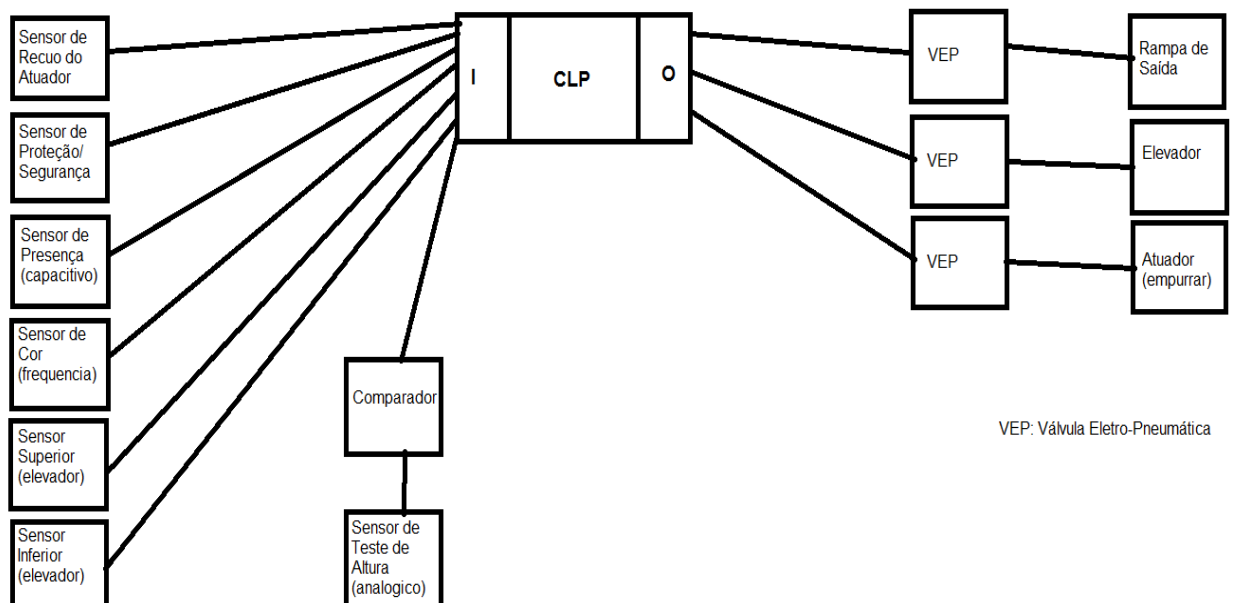 Sensor de
Recuo do
Atuador
Sensor de
Proteção/
Segurança
Sensor de
Presença
(capacitivo)
Sensor de
Cor
(frequencia)
Sensor
Superior
(elevador)
Sensor
Inferior
(elevador)
Comparador
Sensor de
Teste de
Altura
(analogico)
I
CLP
O
VEP
VEP
VEP
Rampa de
Saída
Elevador
Atuador
(empurrar)
VEP: Válvula Eletro-Pneumática